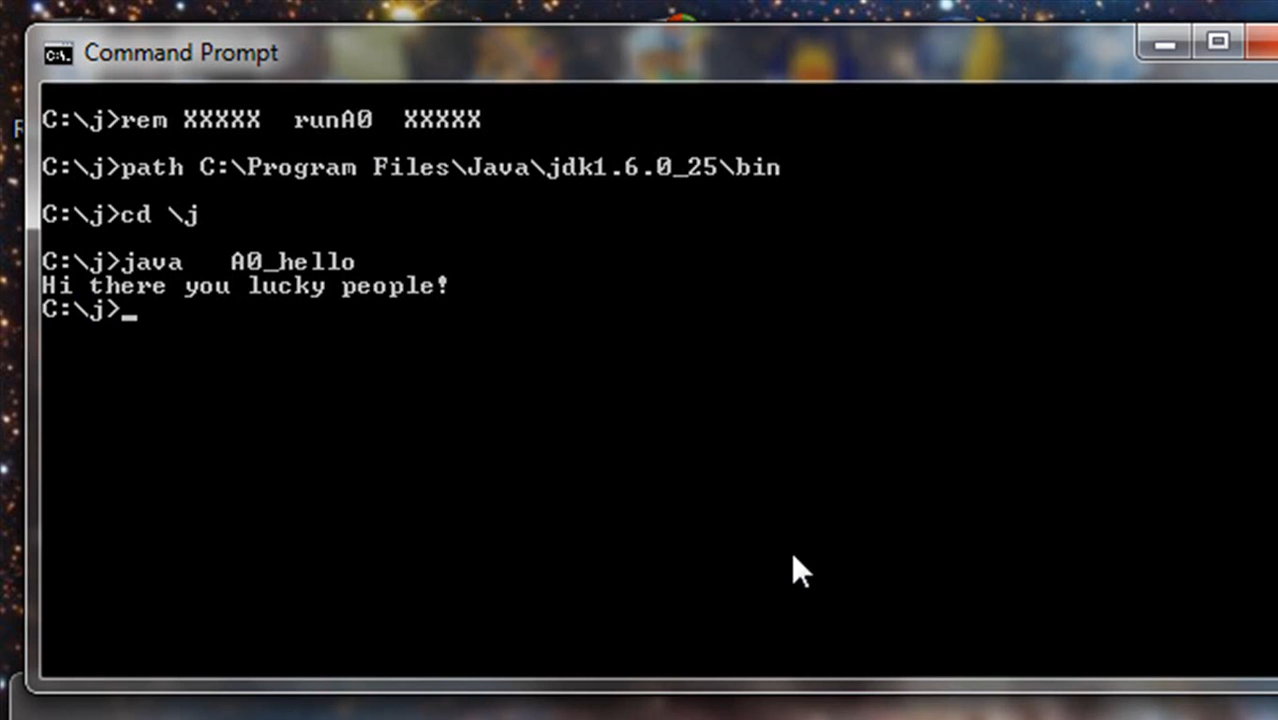 Command Prompt
C:\j>rem XXXXX  runA0  XXXXX
C:\j>path C:\Program Files\Java\jdk1.6.0_25\bin
C:\j>cd \j
C:\j>java   A0_hello
Hi there you lucky people!
C:\j>_